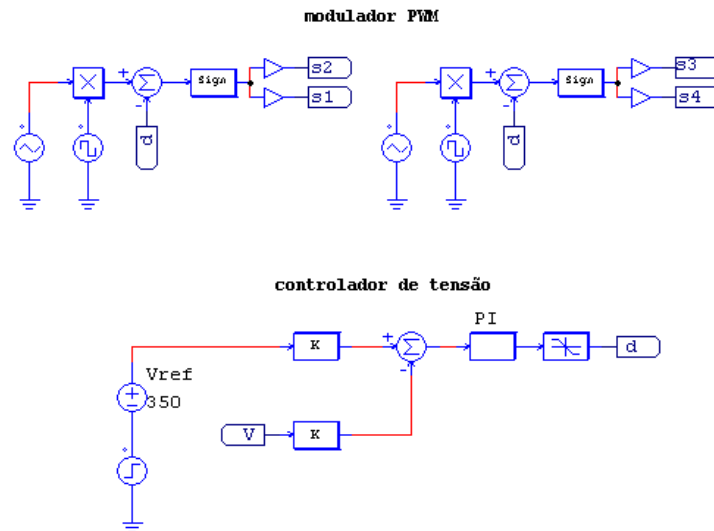 modulador PWM
s2
sign
s1
d
s3
sign
s4
d
controlador de tensão
PI
K
d
Vref
350
V
K